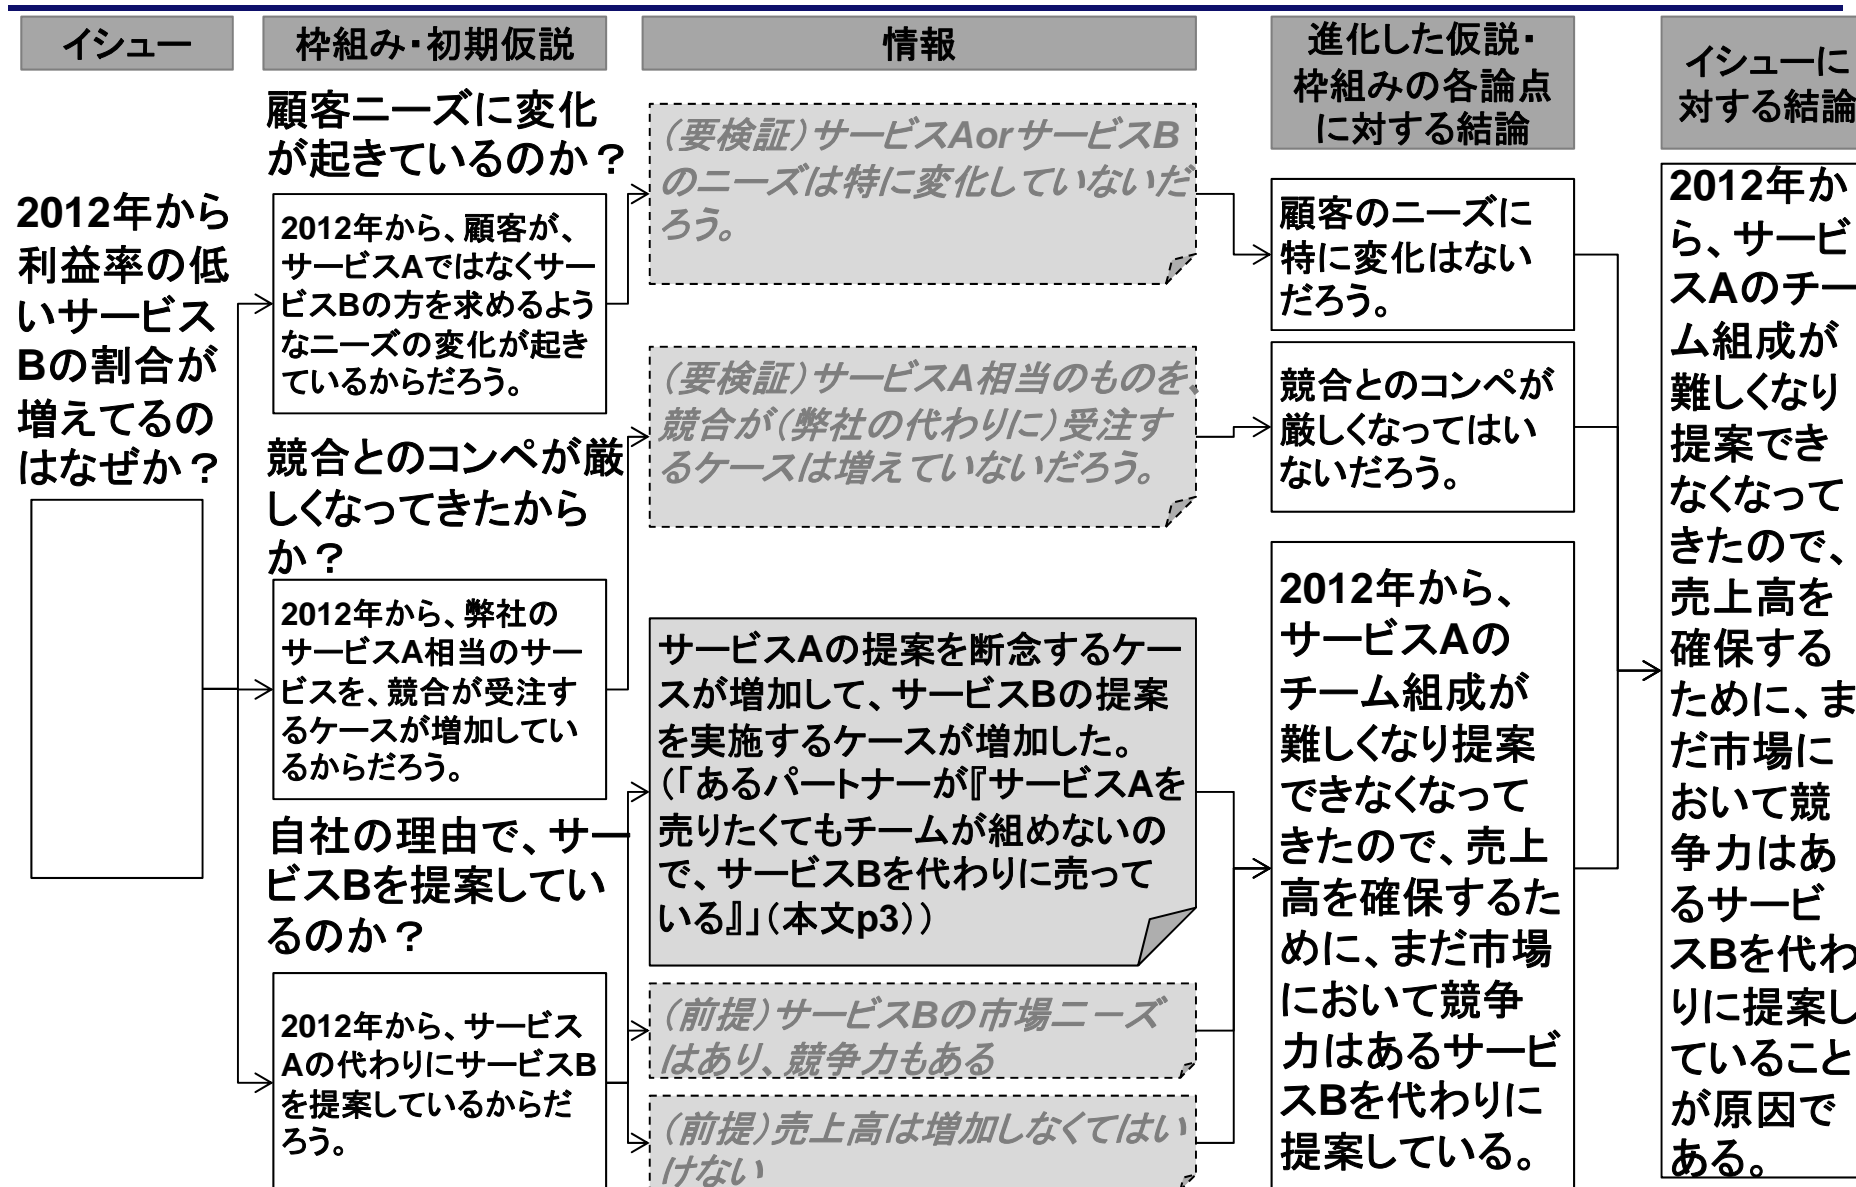 イシュー
枠組み・初期仮説
情報
進化した仮説・
枠組みの各論点
に対する結論
イシューに
対する結論
2012年から
利益率の低
いサービス
Bの割合が
増えてるの
はなぜか？
顧客ニーズに変化
が起きているのか？
2012年から、顧客が、
サービスAではなくサー
ビスBの方を求めるよう
なニーズの変化が起き
ているからだろう。
競合とのコンペが厳
しくなってきたから
か？
2012年から、弊社の
サービスA相当のサー
ビスを、競合が受注す
るケースが増加してい
るからだろう。
自社の理由で、サー
ビスBを提案してい
るのか？
2012年から、サービス
Aの代わりにサービスB
を提案しているからだ
ろう。
（要検証）サービスAorサービスB
のニーズは特に変化していないだ
ろう。
（要検証）サービスA相当のものを、
競合が（弊社の代わりに）受注す
るケースは増えていないだろう。
サービスAの提案を断念するケー
スが増加して、サービスBの提案
を実施するケースが増加した。
（「あるパートナーが『サービスAを
売りたくてもチームが組めないの
で、サービスBを代わりに売って
いる』」（本文p3））
（前提）サービスBの市場ニーズ
はあり、競争力もある
（前提）売上高は増加しなくてはい
けない
顧客のニーズに
特に変化はない
だろう。
競合とのコンペが
厳しくなってはい
ないだろう。
2012年から、
サービスAの
チーム組成が
難しくなり提案
できなくなって
きたので、売上
高を確保するた
めに、まだ市場
において競争
力はあるサービ
スBを代わりに
提案している。
2012年か
ら、サービ
スAのチー
ム組成が
難しくなり
提案でき
なくなって
きたので、
売上高を
確保する
ために、ま
だ市場に
おいて競
争力はあ
るサービ
スBを代わ
りに提案し
ていること
が原因で
ある。